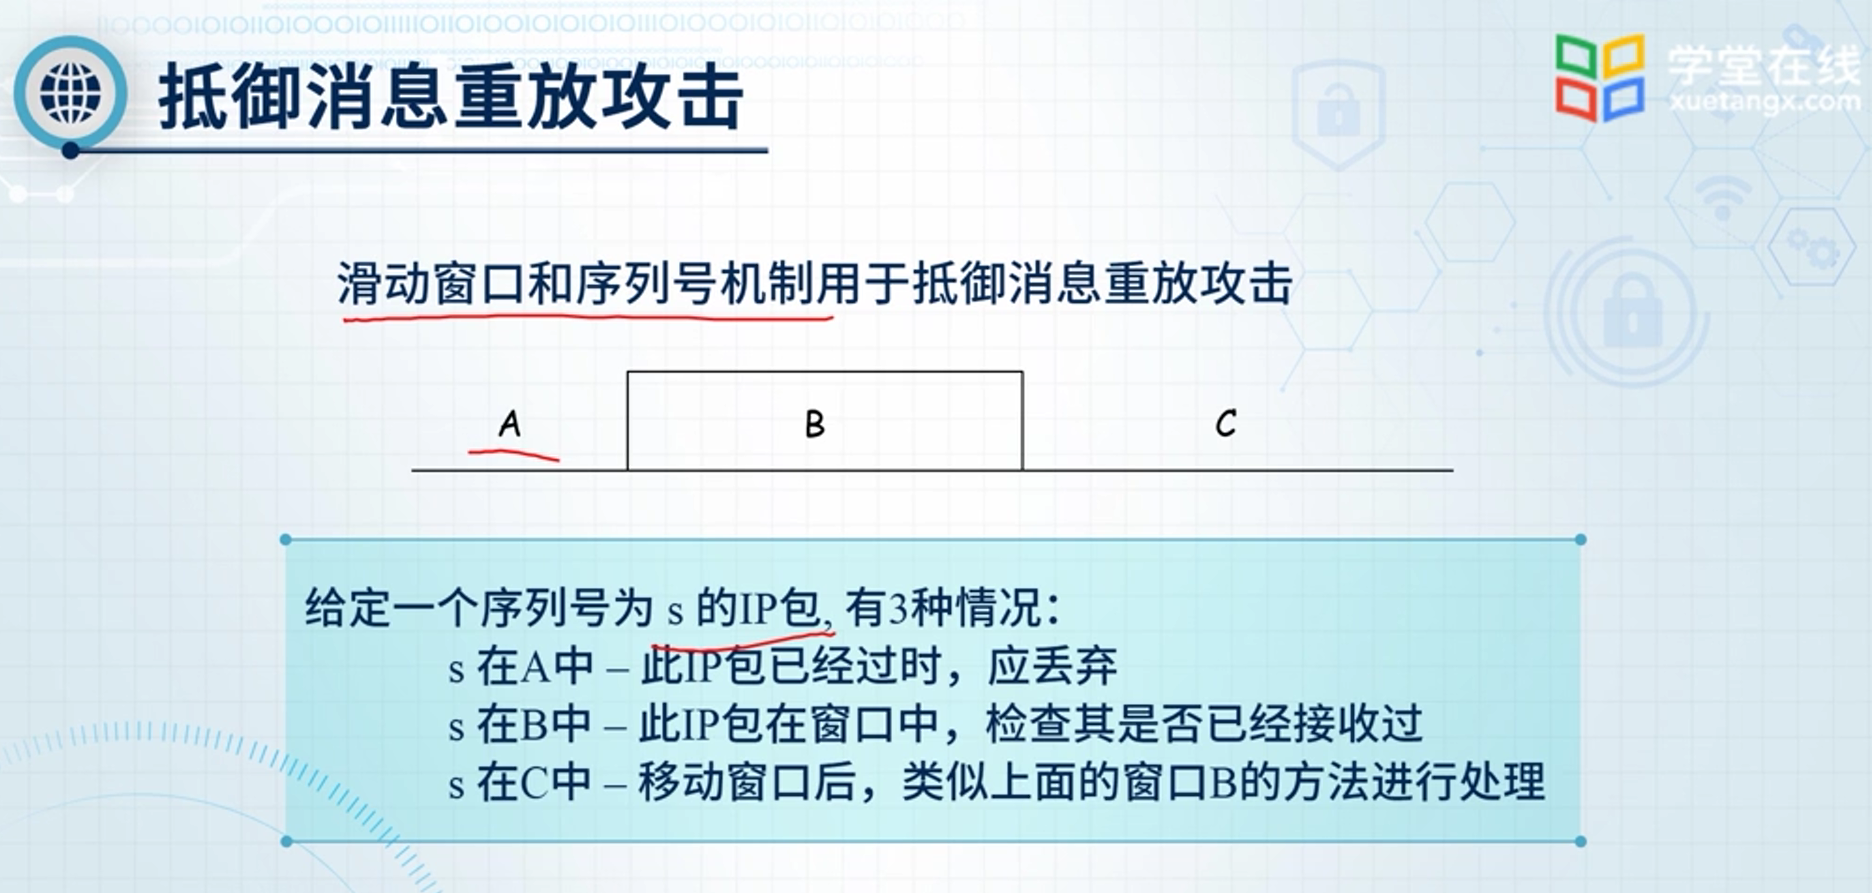 抵御消息重放攻击
学堂在线
xuetangx.com
滑动窗口和序列号机制用于抵御消息重放攻击
A B C
给定一个序列号为 s 的IP包, 有3种情况：
s 在A中 – 此IP包已经过时，应丢弃
s 在B中 – 此IP包在窗口中，检查其是否已经接收过
s 在C中 – 移动窗口后，类似上面的窗口B的方法进行处理